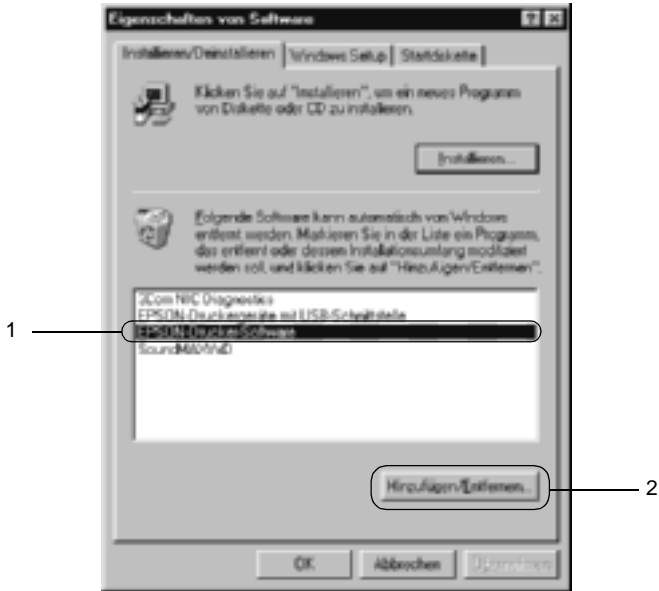 Eigenschaften von Software
Installieren/Deinstallieren Windows Setup Startdiskette
Klicken Sie auf "Installieren", um ein neues Programm
von Diskette oder CD zu installieren.
Installieren...
Folgende Software kann automatisch von Windows
entfernt werden. Markieren Sie in der Liste ein Programm,
das entfernt oder dessen Installationsumfang modifiziert
werden soll, und klicken Sie auf "Hinzufügen/Entfernen".
3Com NIC Diagnostics
EPSON-Druckergeräte mit USB-Schnittstelle
1 EPSON-Drucker-Software
SoundMAXVxD
Hinzufügen/Entfernen... 2
OK Abbrechen Übernehmen